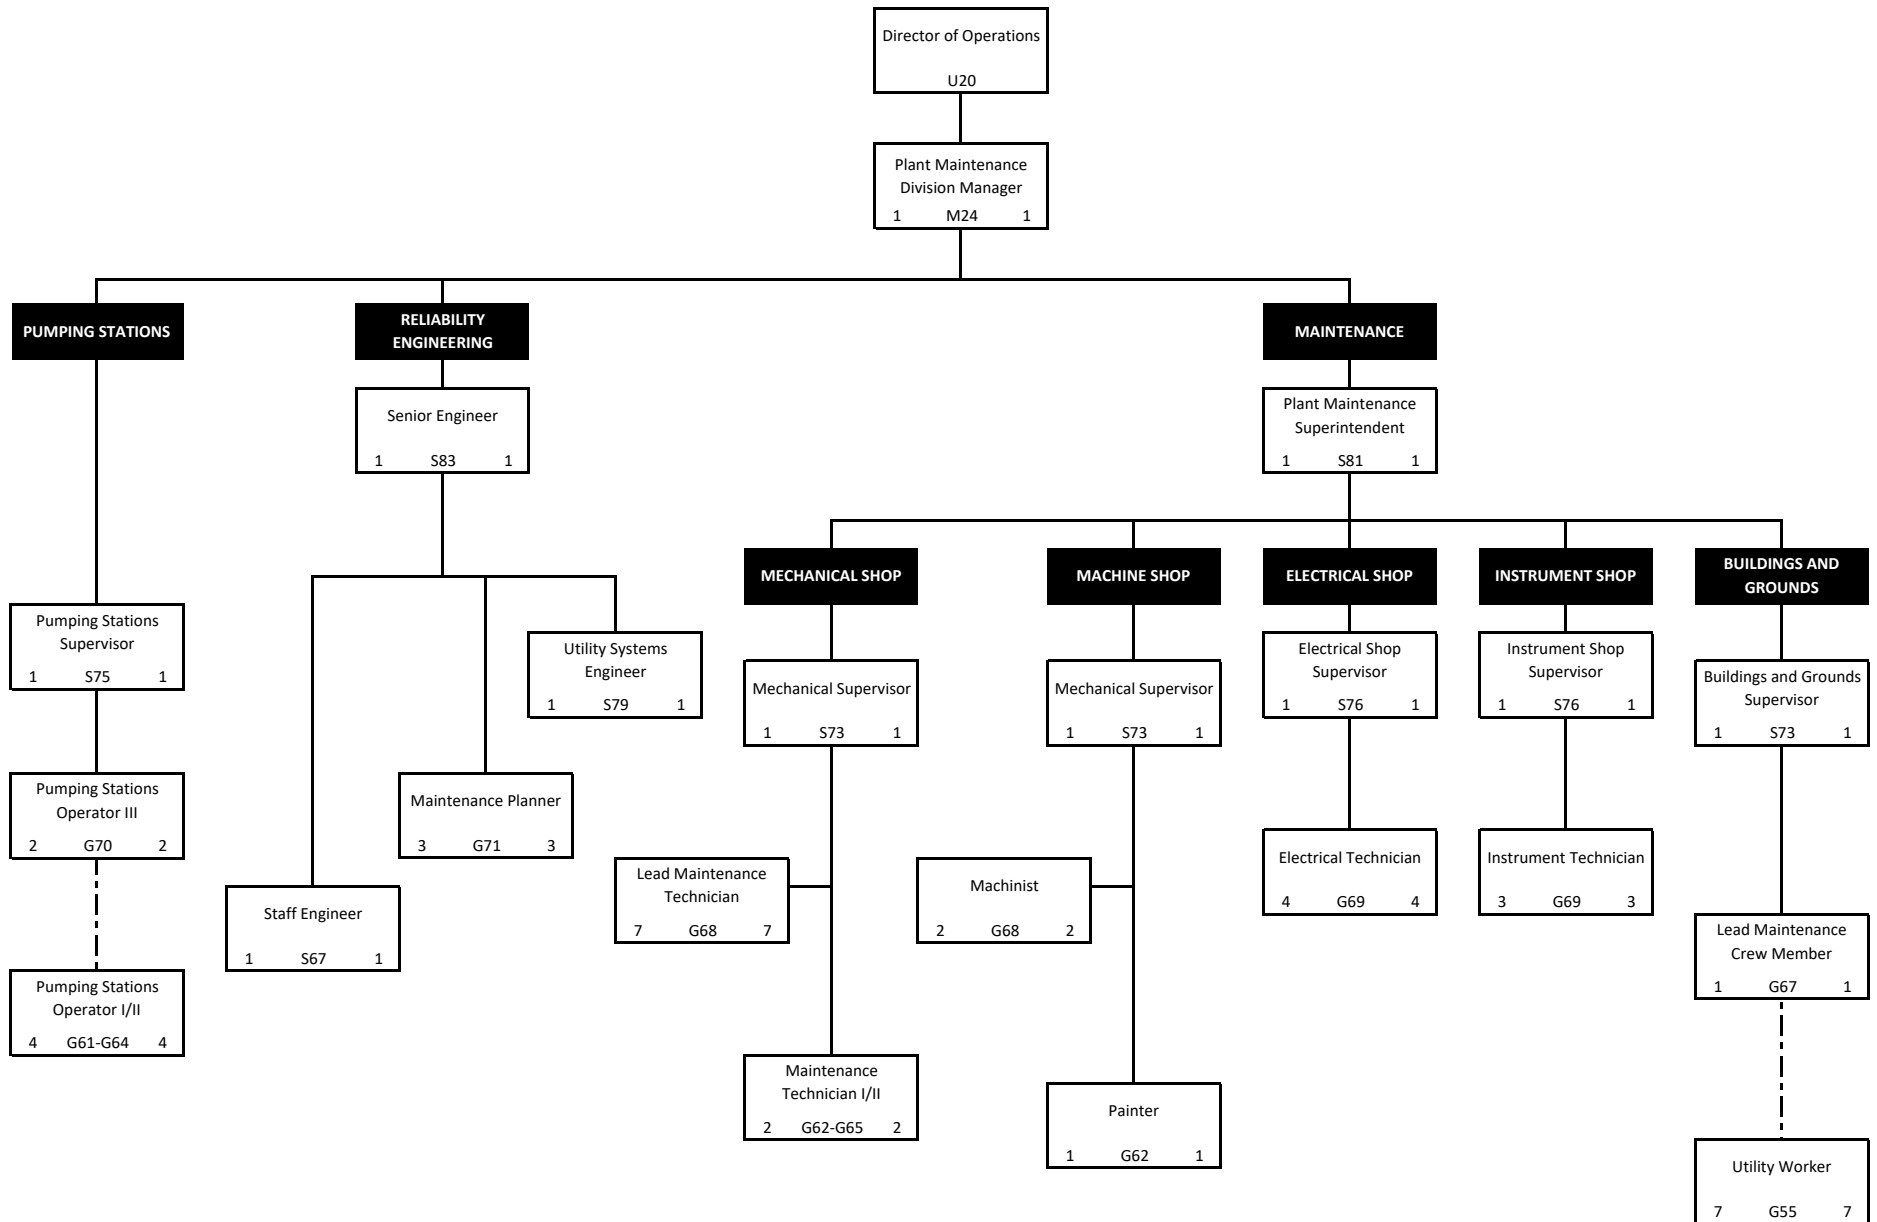 Director of Operations
U20
Plant Maintenance
Division Manager
1 M24 1
PUMPING STATIONS
RELIABILITY
ENGINEERING
MAINTENANCE
Senior Engineer
1 S83 1
Plant Maintenance
Superintendent
1 S81 1
MECHANICAL SHOP
MACHINE SHOP
ELECTRICAL SHOP
INSTRUMENT SHOP
BUILDINGS AND
GROUNDS
Pumping Stations
Supervisor
1 S75 1
Utility Systems
Engineer
1 S79 1
Mechanical Supervisor
1 S73 1
Mechanical Supervisor
1 S73 1
Electrical Shop
Supervisor
1 S76 1
Instrument Shop
Supervisor
1 S76 1
Buildings and Grounds
Supervisor
1 S73 1
Pumping Stations
Operator III
2 G70 2
Maintenance Planner
3 G71 3
Lead Maintenance
Technician
7 G68 7
Machinist
2 G68 2
Electrical Technician
4 G69 4
Instrument Technician
3 G69 3
Staff Engineer
1 S67 1
Lead Maintenance
Crew Member
1 G67 1
Pumping Stations
Operator I/II
4 G61-G64 4
Maintenance
Technician I/II
2 G62-G65 2
Painter
1 G62 1
Utility Worker
7 G55 7